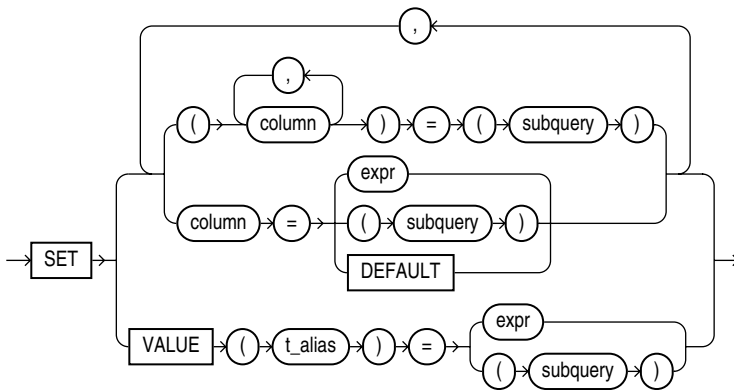 ,
,
( column ) = ( subquery )
expr
column = ( subquery )
DEFAULT
SET
VALUE ( t_alias ) =
expr
( subquery )